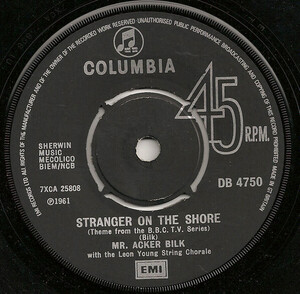 COLUMBIA
45
R.P.M.
SHERWIN
MUSIC
MECOLICO
BIEM/NCB
7XCA 25808
℗1961
DB 4750
STRANGER ON THE SHORE
(Theme from the B.B.C. T.V. Series)
(Bilk)
MR. ACKER BILK
with the Leon Young String Chorale
EMI